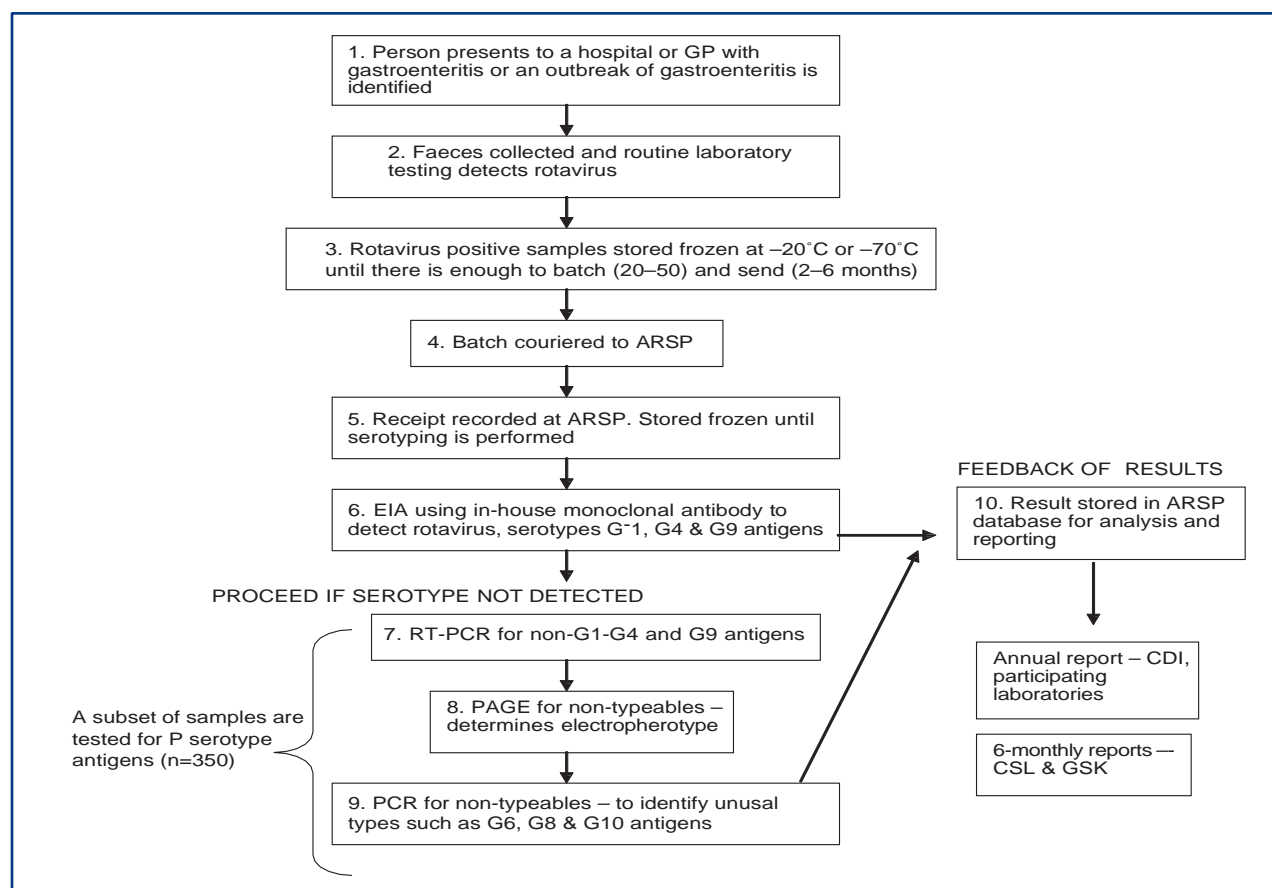 1. Person presents to a hospital or GP with
gastroenteritis or an outbreak of gastroenteritis is
identified
2. Faeces collected and routine laboratory
testing detects rotavirus
3. Rotavirus positive samples stored frozen at –20˚C or –70˚C
until there is enough to batch (20–50) and send (2–6 months)
4. Batch couriered to ARSP
5. Receipt recorded at ARSP. Stored frozen until
serotyping is performed
6. EIA using in-house monoclonal antibody to
detect rotavirus, serotypes G-1, G4 & G9 antigens
PROCEED IF SEROTYPE NOT DETECTED
7. RT-PCR for non-G1-G4 and G9 antigens
8. PAGE for non-typeables –
determines electropherotype
9. PCR for non-typeables – to identify unusal
types such as G6, G8 & G10 antigens
A subset of samples are
tested for P serotype
antigens (n=350)
FEEDBACK OF RESULTS
10. Result stored in ARSP
database for analysis and
reporting
Annual report – CDI,
participating
laboratories
6-monthly reports –-
CSL & GSK